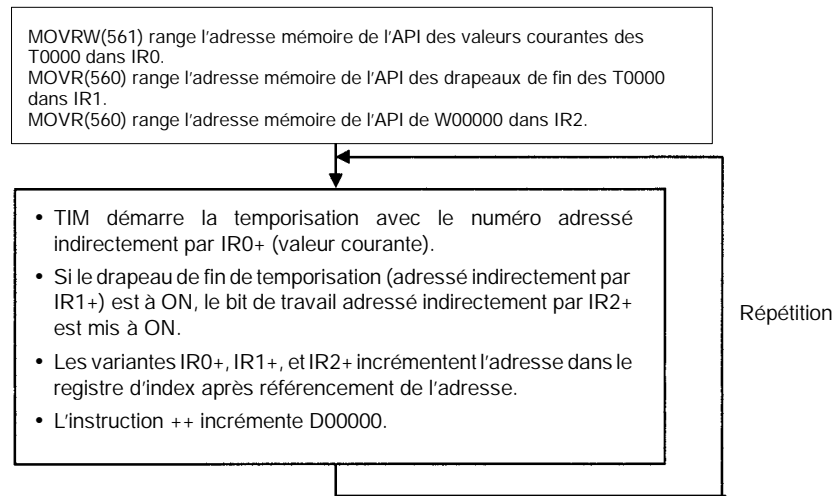 MOVRW(561) range l'adresse mémoire de l'API des valeurs courantes des
T0000 dans IR0.
MOVR(560) range l'adresse mémoire de l'API des drapeaux de fin des T0000
dans IR1.
MOVR(560) range l'adresse mémoire de l'API de W00000 dans IR2.
• TIM démarre la temporisation avec le numéro adressé
indirectement par IR0+ (valeur courante).
• Si le drapeau de fin de temporisation (adressé indirectement par
IR1+) est à ON, le bit de travail adressé indirectement par IR2+
est mis à ON.
• Les variantes IR0+, IR1+, et IR2+ incrémentent l'adresse dans le
registre d'index après référencement de l'adresse.
• L'instruction ++ incrémente D00000.
Répétition